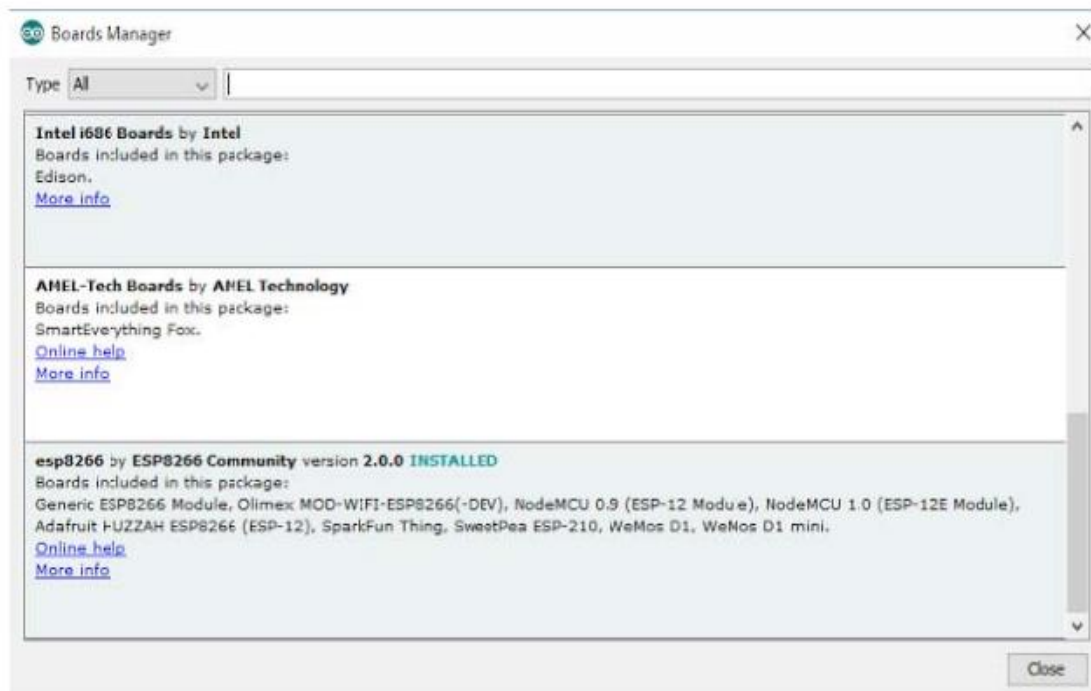 Boards Manager
Type All
Intel i686 Boards by Intel
Boards included in this package:
Edison.
More info
AMEL-Tech Boards by AMEL Technology
Boards included in this package:
SmartEverything Fox.
Online help
More info
esp8266 by ESP8266 Community version 2.0.0 INSTALLED
Boards included in this package:
Generic ESP8266 Module, Olimex MOD-WIFI-ESP8266(-DEV), NodeMCU 0.9 (ESP-12 Module), NodeMCU 1.0 (ESP-12E Module),
Adafruit HUZZAH ESP8266 (ESP-12), SparkFun Thing, SweetPea ESP-210, WeMos D1, WeMos D1 mini.
Online help
More info
Close